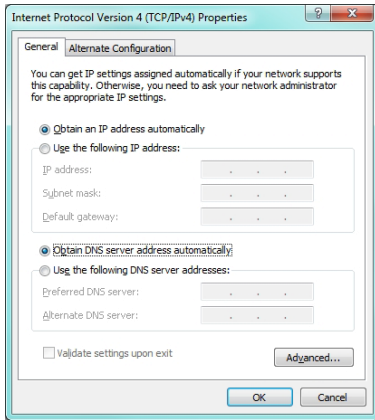 Internet Protocol Version 4 (TCP/IPv4) Properties
General Alternate Configuration
You can get IP settings assigned automatically if your network supports
this capability. Otherwise, you need to ask your network administrator
for the appropriate IP settings.
Obtain an IP address automatically
Use the following IP address:
IP address:
Subnet mask:
Default gateway:
Obtain DNS server address automatically
Use the following DNS server addresses:
Preferred DNS server:
Alternate DNS server:
Validate settings upon exit
Advanced...
OK Cancel